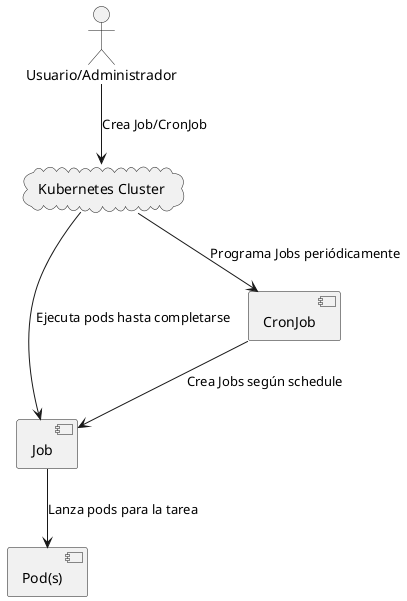 Usuario/Administrador
Crea Job/CronJob
Kubernetes Cluster
Programa Jobs periódicamente
Ejecuta pods hasta completarse
CronJob
Crea Jobs según schedule
Job
Lanza pods para la tarea
Pod(s)